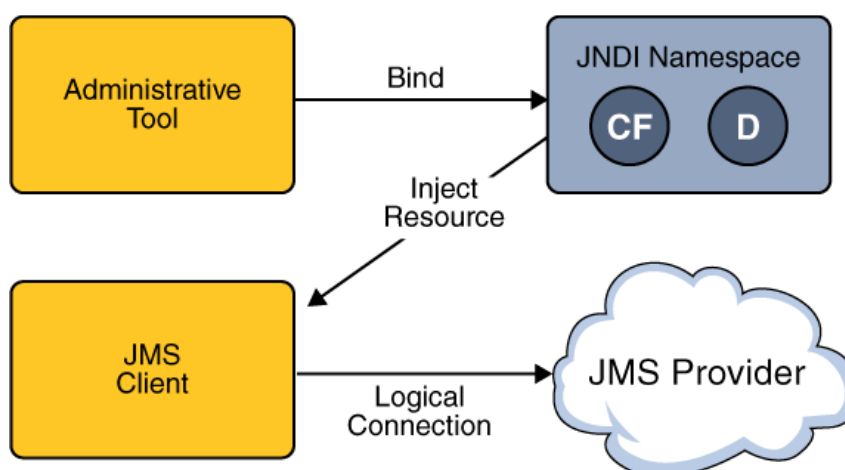 Administrative
Tool
Bind
JNDI Namespace
CF
D
Inject
Resource
JMS
Client
Logical
Connection
JMS Provider